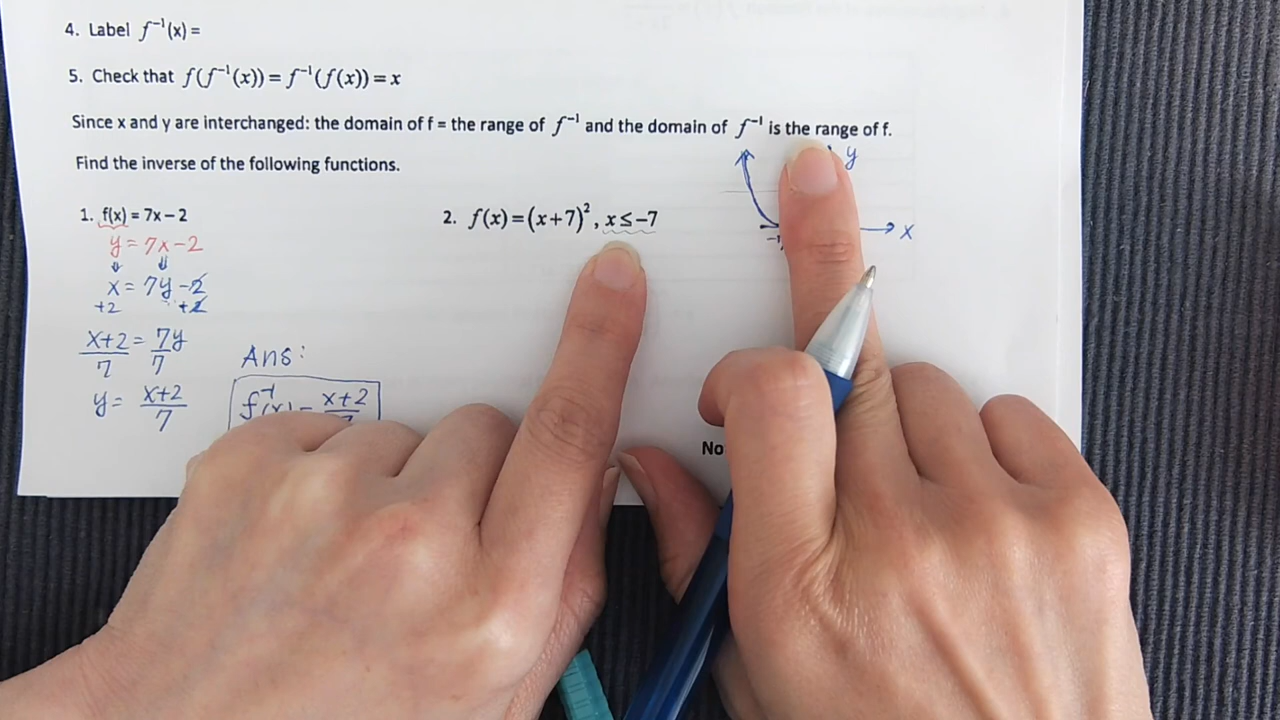 4. Label f⁻¹(x) =
5. Check that f(f⁻¹(x)) = f⁻¹(f(x)) = x
Since x and y are interchanged: the domain of f = the range of f⁻¹ and the domain of f⁻¹ is the range of f.
Find the inverse of the following functions.
1. f(x) = 7x – 2
y = 7x – 2
x = 7y – 2
+2 +2
x+2 = 7y
7 7
y = x+2
7
Ans:
f⁻¹(x) = x+2
2. f(x) = (x+7)², x ≤ –7
y
x
No